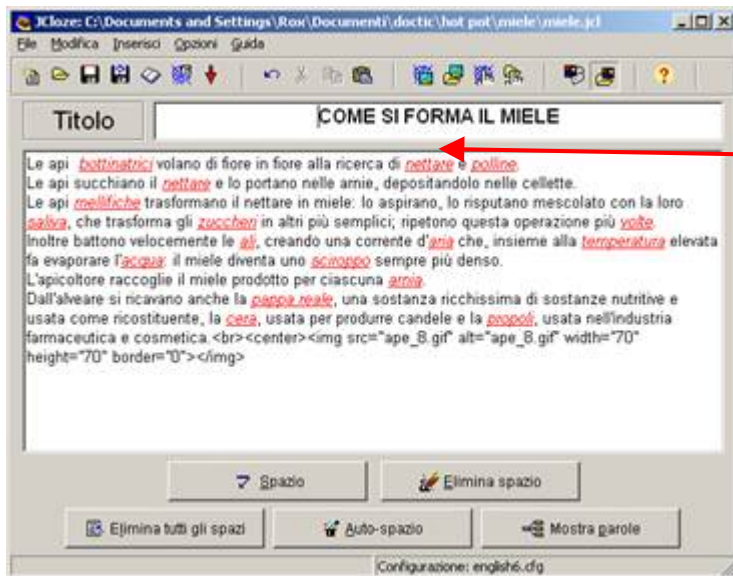 JCloze: C:\Documents and Settings\Rox\Documenti\doctic\hot pot\miele\miele.jcl
File Modifica Inserisci Opzioni Guida
Titolo
COME SI FORMA IL MIELE
Le api bottinatrici volano di fiore in fiore alla ricerca di nettare e polline.
Le api succhiano il nettare e lo portano nelle arnie, depositandolo nelle cellette.
Le api mellifiche trasformano il nettare in miele: lo aspirano, lo risputano mescolato con la loro
saliva, che trasforma gli zuccheri in altri più semplici; ripetono questa operazione più volte.
Inoltre battono velocemente le ali, creando una corrente d'aria che, insieme alla temperatura elevata
fa evaporare l'acqua: il miele diventa uno sciroppo sempre più denso.
L'apicoltore raccoglie il miele prodotto per ciascuna arnia.
Dall'alveare si ricavano anche la pappa reale, una sostanza ricchissima di sostanze nutritive e
usata come ricostituente, la cera, usata per produrre candele e la propoli, usata nell'industria
farmaceutica e cosmetica.<br><center><img src="ape_8.gif" alt="ape_8.gif" width="70"
height="70" border="0"></img>
Spazio
Elimina spazio
Elimina tutti gli spazi
Auto-spazio
Mostra parole
Configurazione: english6.cfg